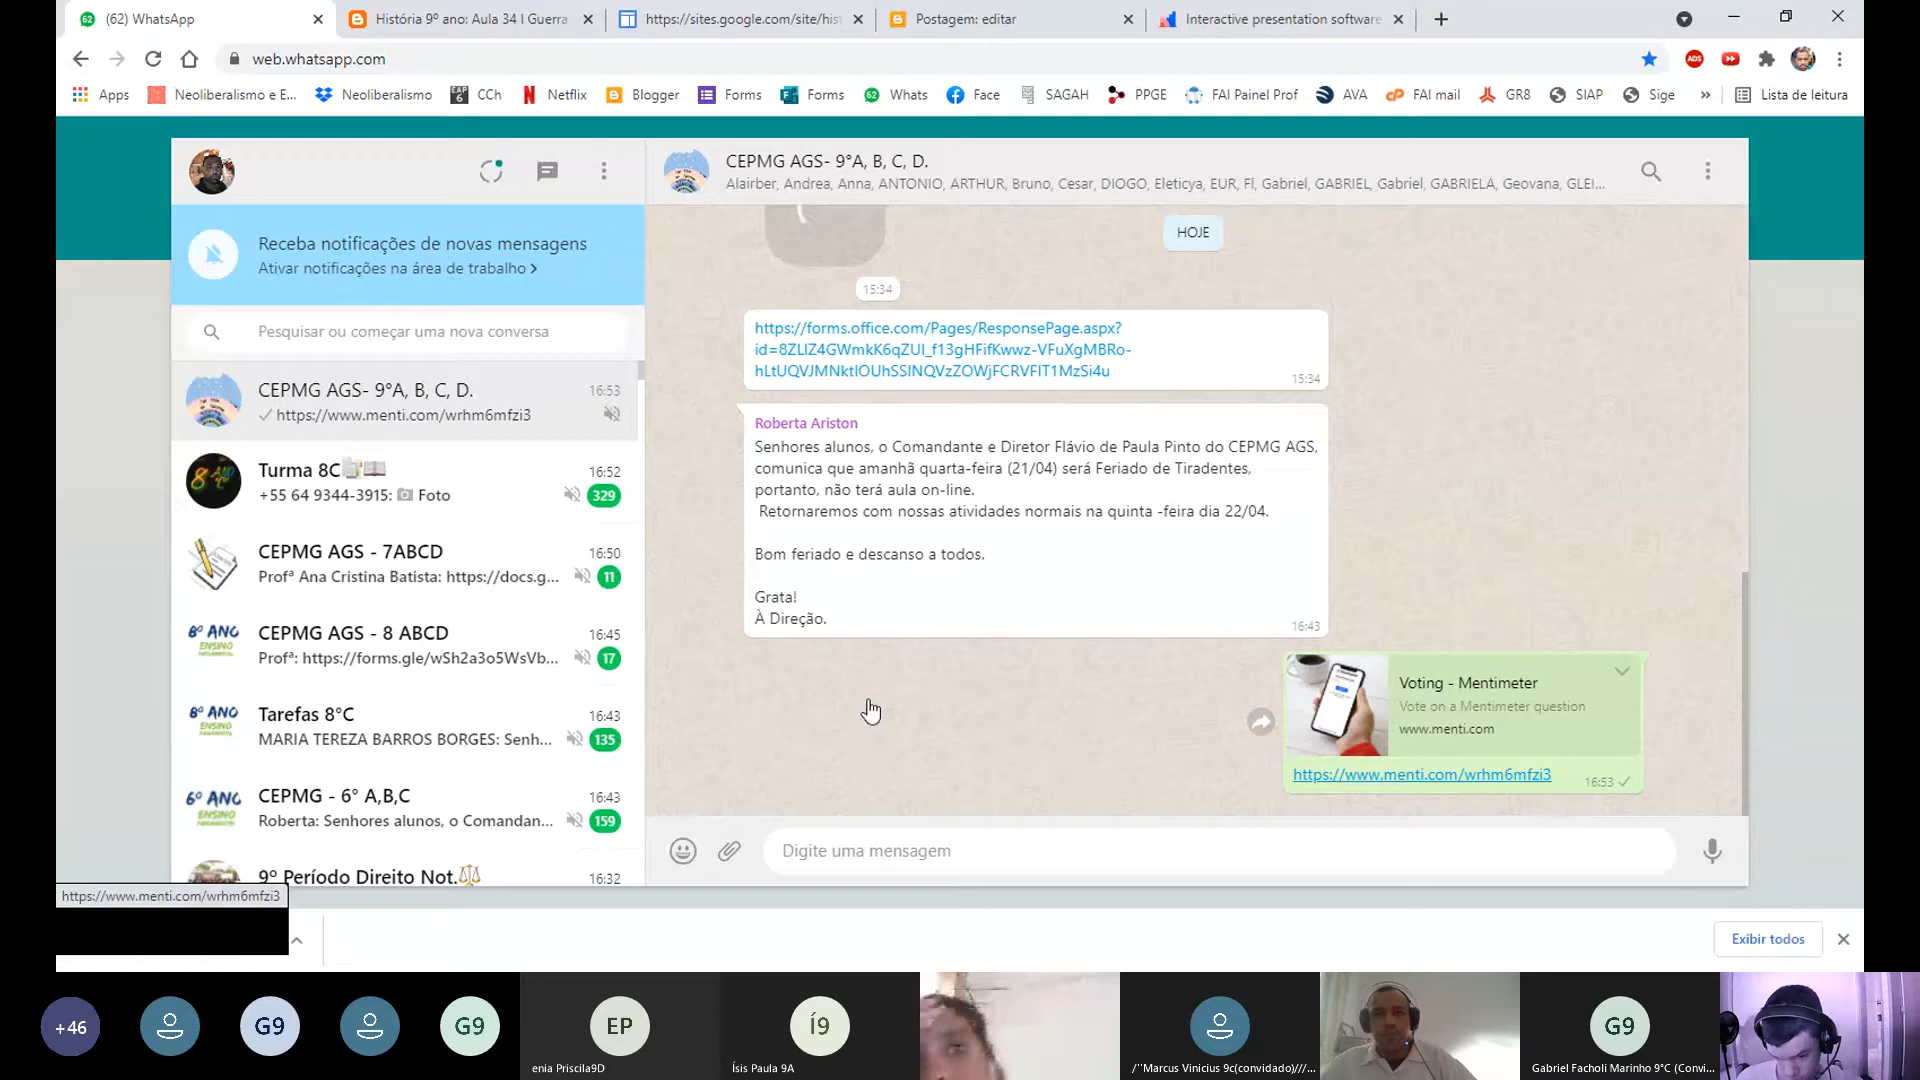 (62) WhatsApp
História 9º ano: Aula 34 I Guerra
https://sites.google.com/site/his
Postagem: editar
Interactive presentation software
web.whatsapp.com
ADS
Apps
Neoliberalismo e E...
Neoliberalismo
CCh
Netflix
Blogger
Forms
Forms
Whats
Face
SAGAH
PPGE
FAI Painel Prof
AVA
FAI mail
GR8
SIAP
Sige
»
Lista de leitura
CEPMG AGS- 9°A, B, C, D.
Alairber, Andrea, Anna, ANTONIO, ARTHUR, Bruno, Cesar, DIOGO, Eleticya, EUR, Fl, Gabriel, GABRIEL, Gabriel, GABRIELA, Geovana, GLEI...
Receba notificações de novas mensagens
Ativar notificações na área de trabalho
Pesquisar ou começar uma nova conversa
CEPMG AGS- 9°A, B, C, D.
16:53
https://www.menti.com/wrhm6mfzi3
Turma 8C
16:52
+55 64 9344-3915: Foto
329
CEPMG AGS - 7ABCD
16:50
Profª Ana Cristina Batista: https://docs.g...
11
8º ANO
ENSINO
CEPMG AGS - 8 ABCD
16:45
Profª: https://forms.gle/wSh2a3o5WsVb...
17
8º ANO
ENSINO
Tarefas 8°C
16:43
MARIA TEREZA BARROS BORGES: Senh...
135
6º ANO
ENSINO
CEPMG - 6° A,B,C
16:43
Roberta: Senhores alunos, o Comandan...
159
9º Período Direito Not.
16:32
HOJE
15:34
https://forms.office.com/Pages/ResponsePage.aspx?
id=8ZLIZ4GWmkK6qZUI_f13gHFifKwwz-VFuXgMBRo-
hLtUQVJMNktIOUhSSlNQVzZOWjFCRVFIT1MzSi4u
15:34
Roberta Ariston
Senhores alunos, o Comandante e Diretor Flávio de Paula Pinto do CEPMG AGS,
comunica que amanhã quarta-feira (21/04) será Feriado de Tiradentes,
portanto, não terá aula on-line.
Retornaremos com nossas atividades normais na quinta -feira dia 22/04.
Bom feriado e descanso a todos.
Grata!
À Direção.
16:43
Voting - Mentimeter
Vote on a Mentimeter question
www.menti.com
https://www.menti.com/wrhm6mfzi3
16:53
Digite uma mensagem
https://www.menti.com/wrhm6mfzi3
Exibir todos
+46
G9
G9
EP
enia Priscila9D
Í9
Ísis Paula 9A
/''Marcus Vinicius 9c(convidado)///...
G9
Gabriel Facholi Marinho 9°C (Convi...